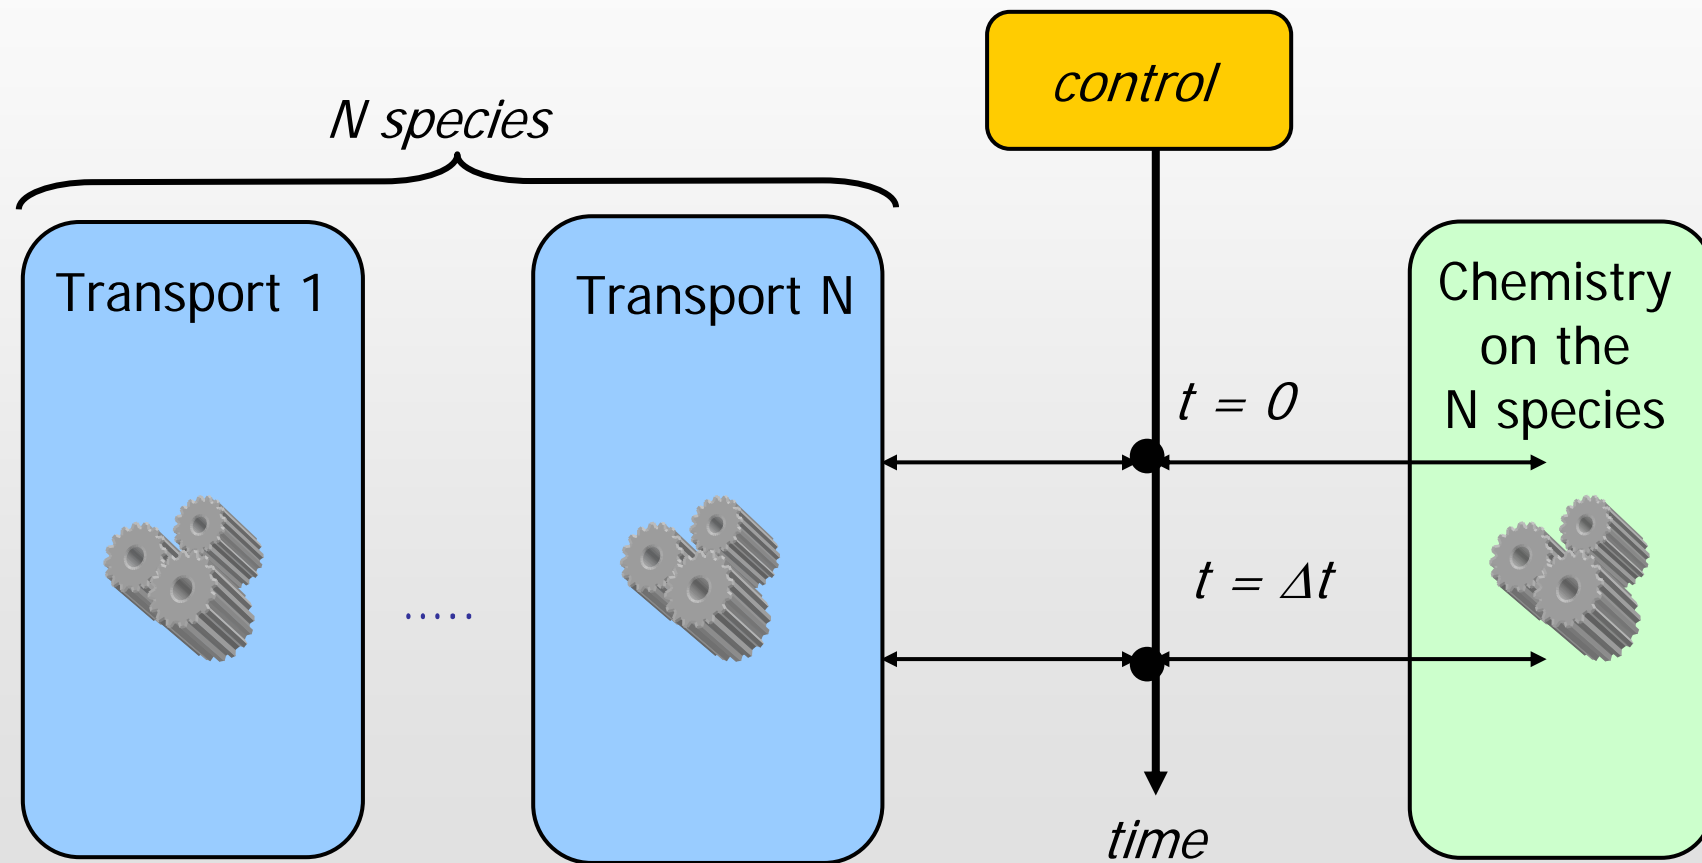 control
N species
Transport 1
Transport N
Chemistry
on the
N species
t = 0
t = Δt
.....
time